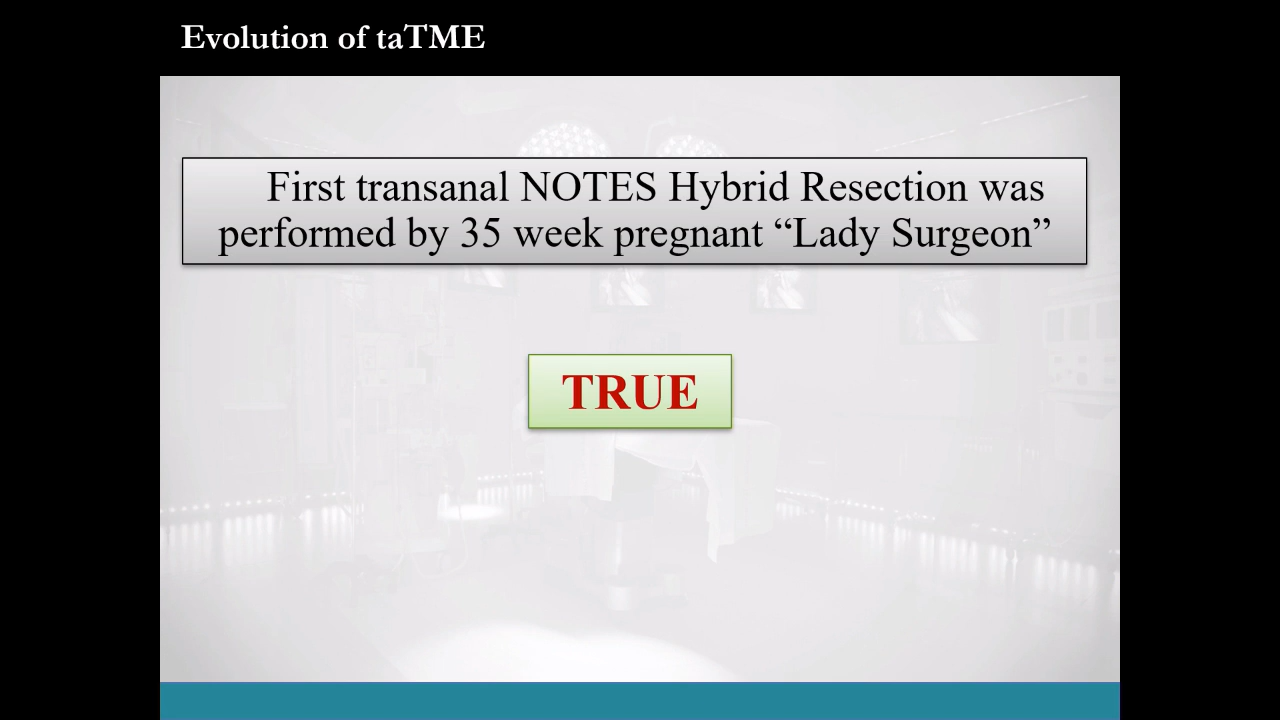 Evolution of taTME
First transanal NOTES Hybrid Resection was
performed by 35 week pregnant “Lady Surgeon”
TRUE